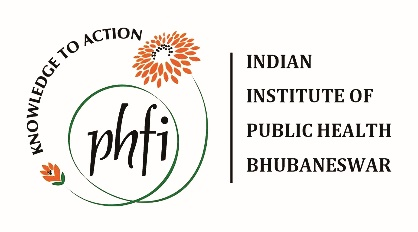 KNOWLEDGE TO ACTION
phfi
INDIAN
INSTITUTE OF
PUBLIC HEALTH
BHUBANESWAR